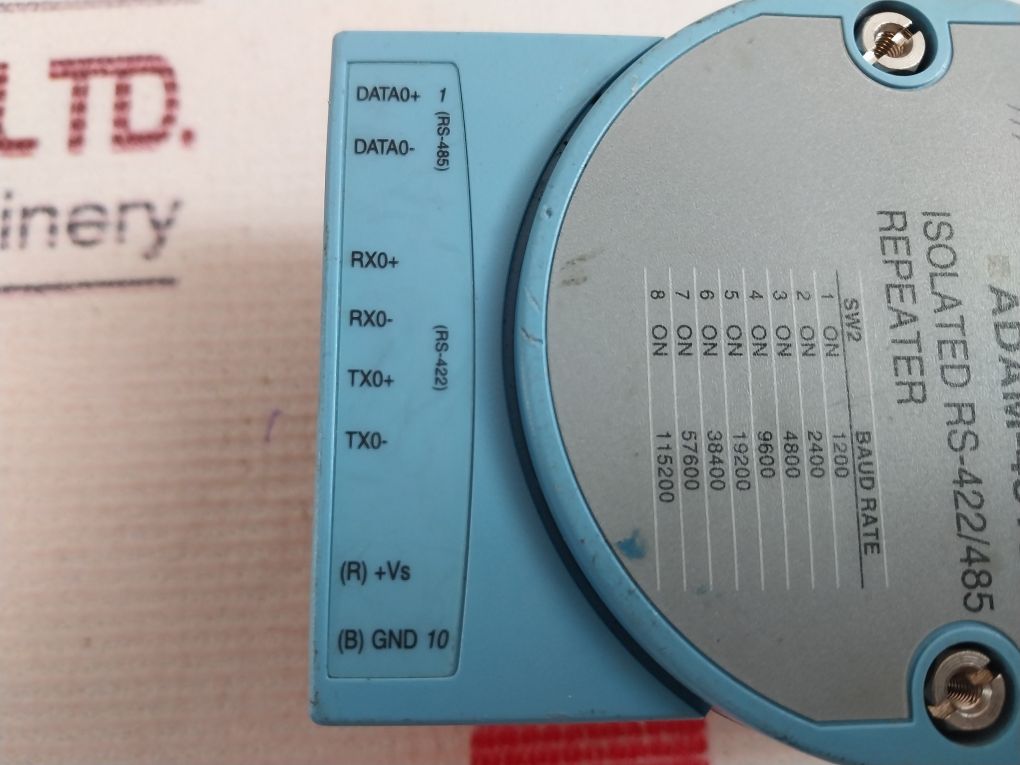 LTD.
inery
DATA0+ 1
(RS-485)
DATA0-
RX0+
RX0-
(RS-422)
TX0+
TX0-
(R) +Vs
(B) GND 10
ISOLATED RS-422/485
REPEATER
SW2 BAUD RATE
1 ON 1200
2 ON 2400
3 ON 4800
4 ON 9600
5 ON 19200
6 ON 38400
7 ON 57600
8 ON 115200